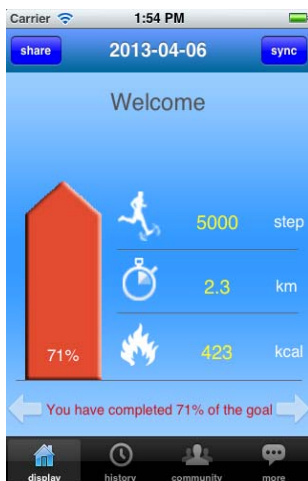 Carrier 1:54 PM
share 2013-04-06 sync
Welcome
5000 step
2.3 km
71% 423 kcal
You have completed 71% of the goal
display history community more